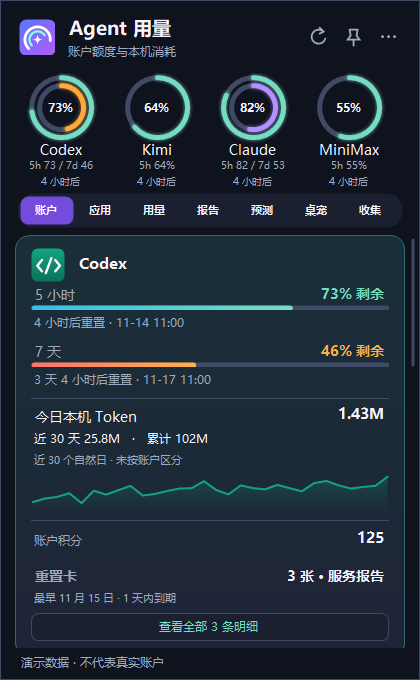 Agent 用量
账户额度与本机消耗
73%
64%
82%
55%
Codex
Kimi
Claude
MiniMax
5h 73 / 7d 46
5h 64%
5h 82 / 7d 53
5h 55%
4 小时后
4 小时后
4 小时后
4 小时后
账户
应用
用量
报告
预测
桌宠
收集
Codex
5 小时
73% 剩余
4 小时后重置 · 11-14 11:00
7 天
46% 剩余
3 天 4 小时后重置 · 11-17 11:00
今日本机 Token
1.43M
近 30 天 25.8M · 累计 102M
近 30 个自然日 · 未按账户区分
账户积分
125
重置卡
3 张 • 服务报告
最早 11 月 15 日 · 1 天内到期
查看全部 3 条明细
演示数据 · 不代表真实账户